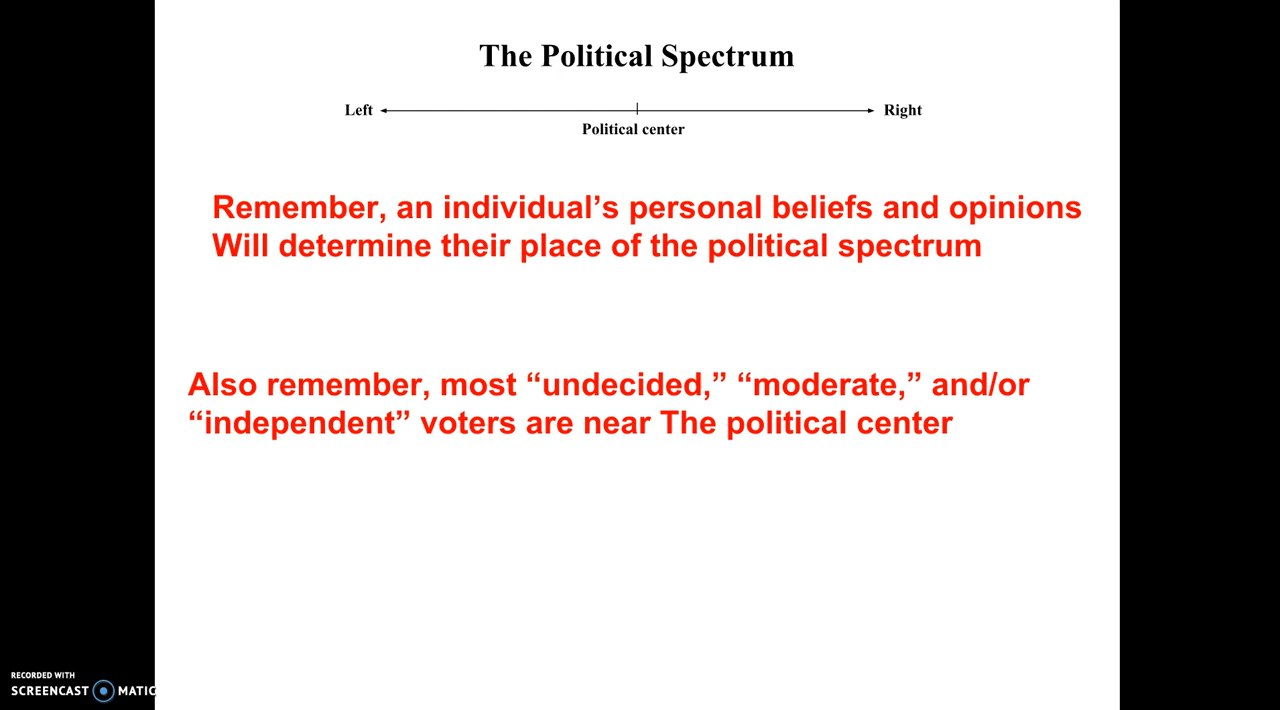 The Political Spectrum
Left
Right
Political center
Remember, an individual’s personal beliefs and opinions
Will determine their place of the political spectrum
Also remember, most “undecided,” “moderate,” and/or
“independent” voters are near The political center
RECORDED WITH
SCREENCAST MATIC